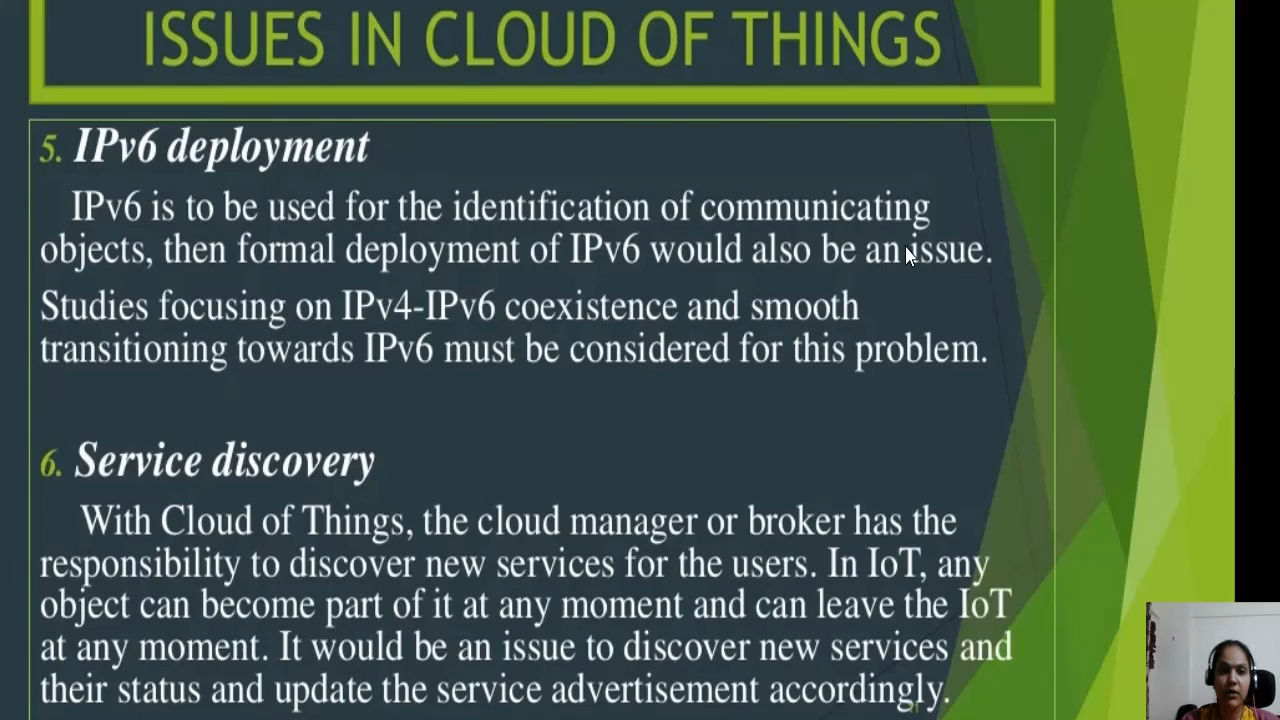 ISSUES IN CLOUD OF THINGS
5. IPv6 deployment
IPv6 is to be used for the identification of communicating
objects, then formal deployment of IPv6 would also be an issue.
Studies focusing on IPv4-IPv6 coexistence and smooth
transitioning towards IPv6 must be considered for this problem.
6. Service discovery
With Cloud of Things, the cloud manager or broker has the
responsibility to discover new services for the users. In IoT, any
object can become part of it at any moment and can leave the IoT
at any moment. It would be an issue to discover new services and
their status and update the service advertisement accordingly.